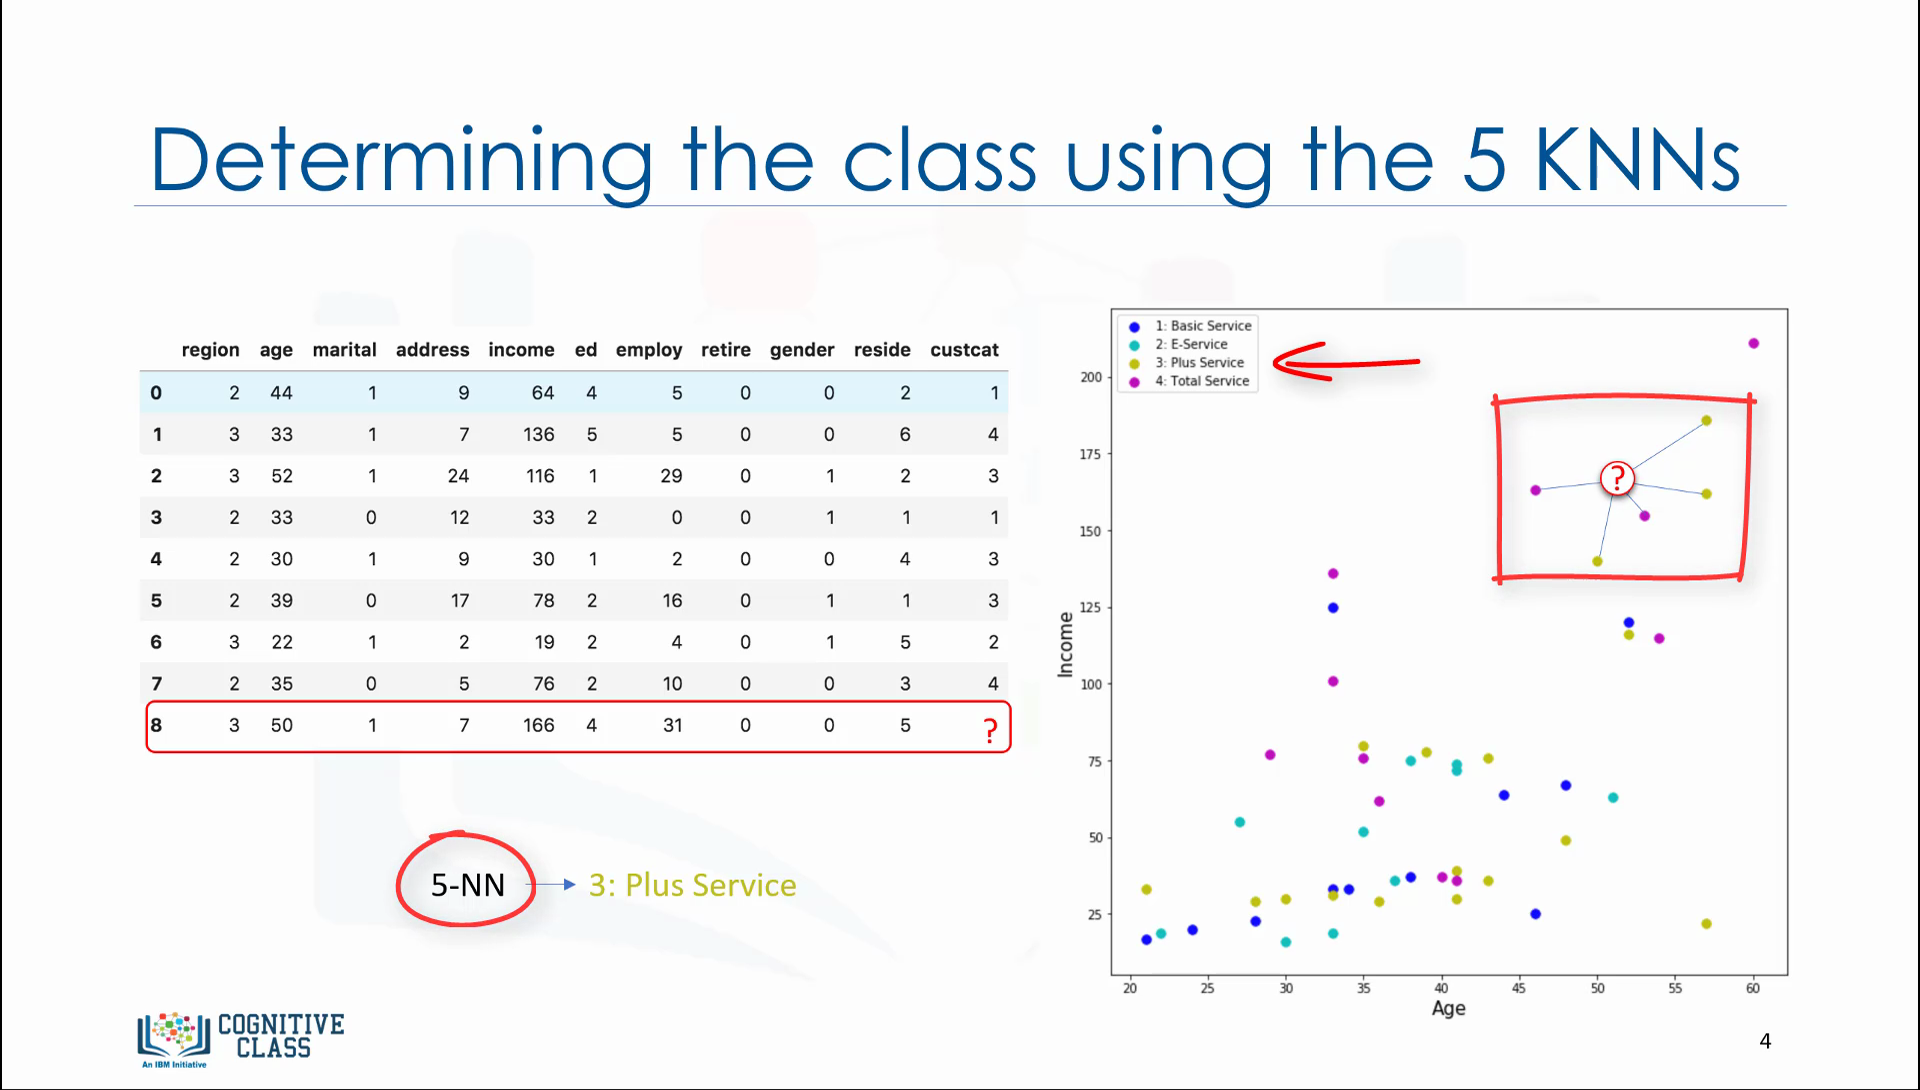 Determining the class using the 5 KNNs
region age marital address income ed employ retire gender reside custcat
0 2 44 1 9 64 4 5 0 0 2 1
1 3 33 1 7 136 5 5 0 0 6 4
2 3 52 1 24 116 1 29 0 1 2 3
3 2 33 0 12 33 2 0 0 1 1 1
4 2 30 1 9 30 1 2 0 0 4 3
5 2 39 0 17 78 2 16 0 1 1 3
6 3 22 1 2 19 2 4 0 1 5 2
7 2 35 0 5 76 2 10 0 0 3 4
8 3 50 1 7 166 4 31 0 0 5 ?
5-NN 3: Plus Service
1: Basic Service
2: E-Service
3: Plus Service
4: Total Service
?
200
175
150
125
100
75
50
25
Income
20 25 30 35 40 45 50 55 60
Age
COGNITIVE
CLASS
An IBM Initiative
4